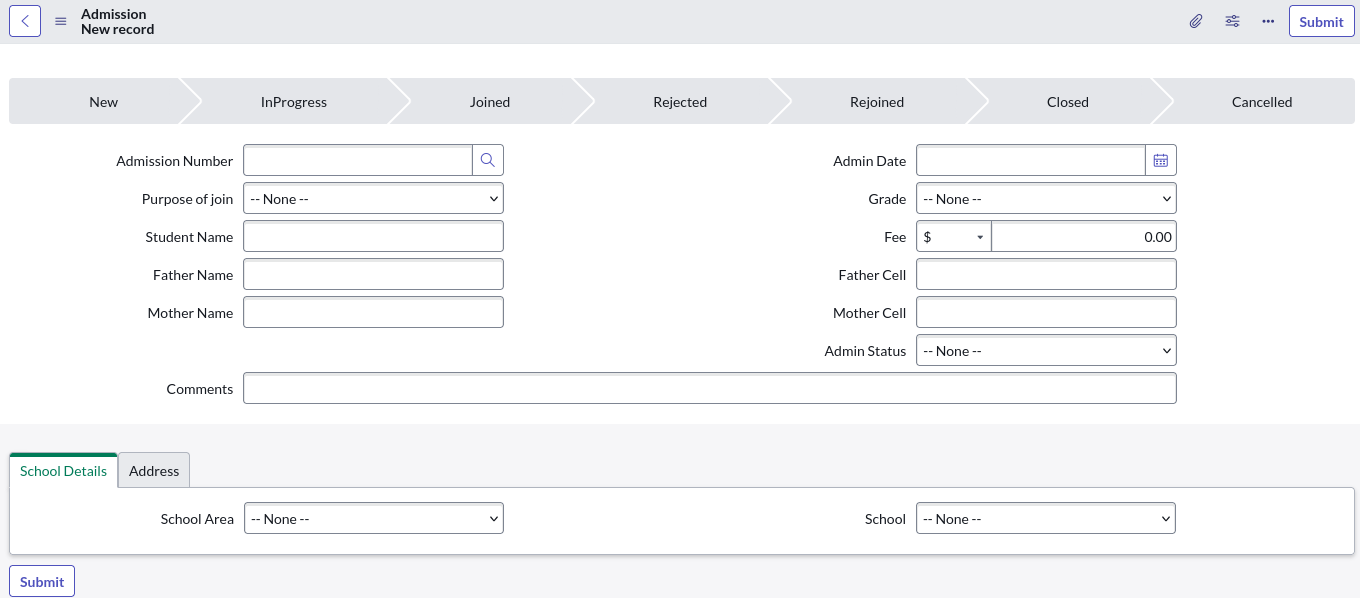 Admission
New record
Submit
New InProgress Joined Rejected Rejoined Closed Cancelled
Admission Number Admin Date
Purpose of join -- None -- Grade -- None --
Student Name Fee $ 0.00
Father Name Father Cell
Mother Name Mother Cell
Admin Status -- None --
Comments
School Details Address
School Area -- None -- School -- None --
Submit